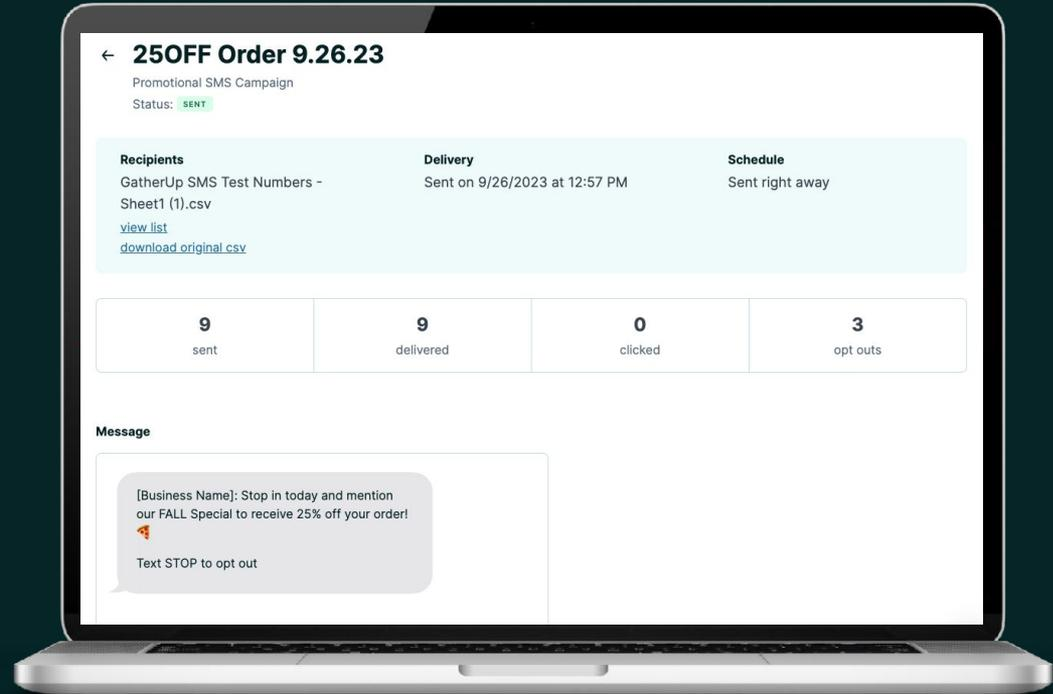 ← 25OFF Order 9.26.23
Promotional SMS Campaign
Status: SENT
Recipients
GatherUp SMS Test Numbers -
Sheet1 (1).csv
view list
download original csv
Delivery
Sent on 9/26/2023 at 12:57 PM
Schedule
Sent right away
9
sent
9
delivered
0
clicked
3
opt outs
Message
[Business Name]: Stop in today and mention
our FALL Special to receive 25% off your order!
🍕
Text STOP to opt out